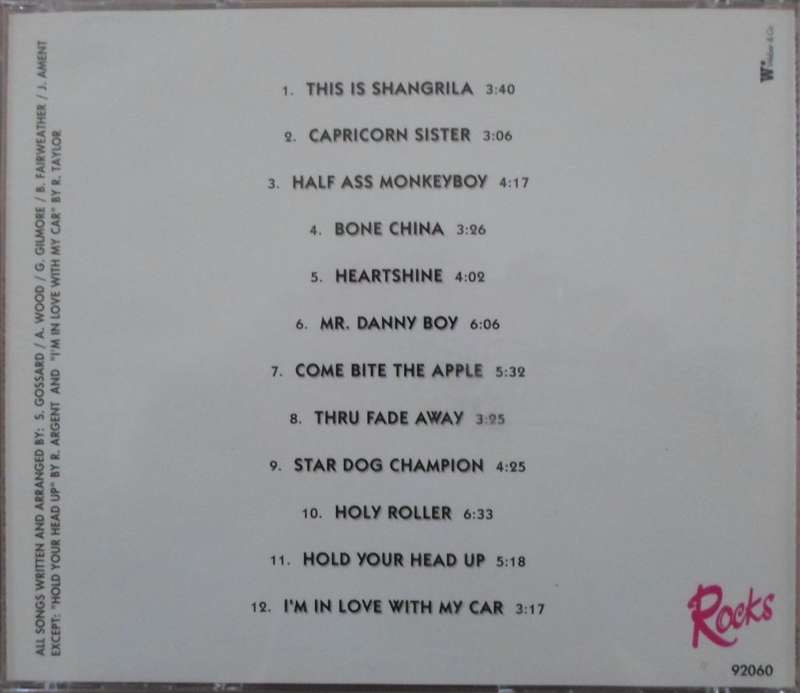 1. THIS IS SHANGRILA 3:40
2. CAPRICORN SISTER 3:06
3. HALF ASS MONKEYBOY 4:17
4. BONE CHINA 3:26
5. HEARTSHINE 4:02
6. MR. DANNY BOY 6:06
7. COME BITE THE APPLE 5:32
8. THRU FADE AWAY 3:25
9. STAR DOG CHAMPION 4:25
10. HOLY ROLLER 6:33
11. HOLD YOUR HEAD UP 5:18
12. I'M IN LOVE WITH MY CAR 3:17
ALL SONGS WRITTEN AND ARRANGED BY: S. GOSSARD / A. WOOD / G. GILMORE / B. FAIRWEATHER / J. AMENT
EXCEPT: "HOLD YOUR HEAD UP" BY R. ARGENT AND "I'M IN LOVE WITH MY CAR" BY R. TAYLOR
W
Rocks
92060